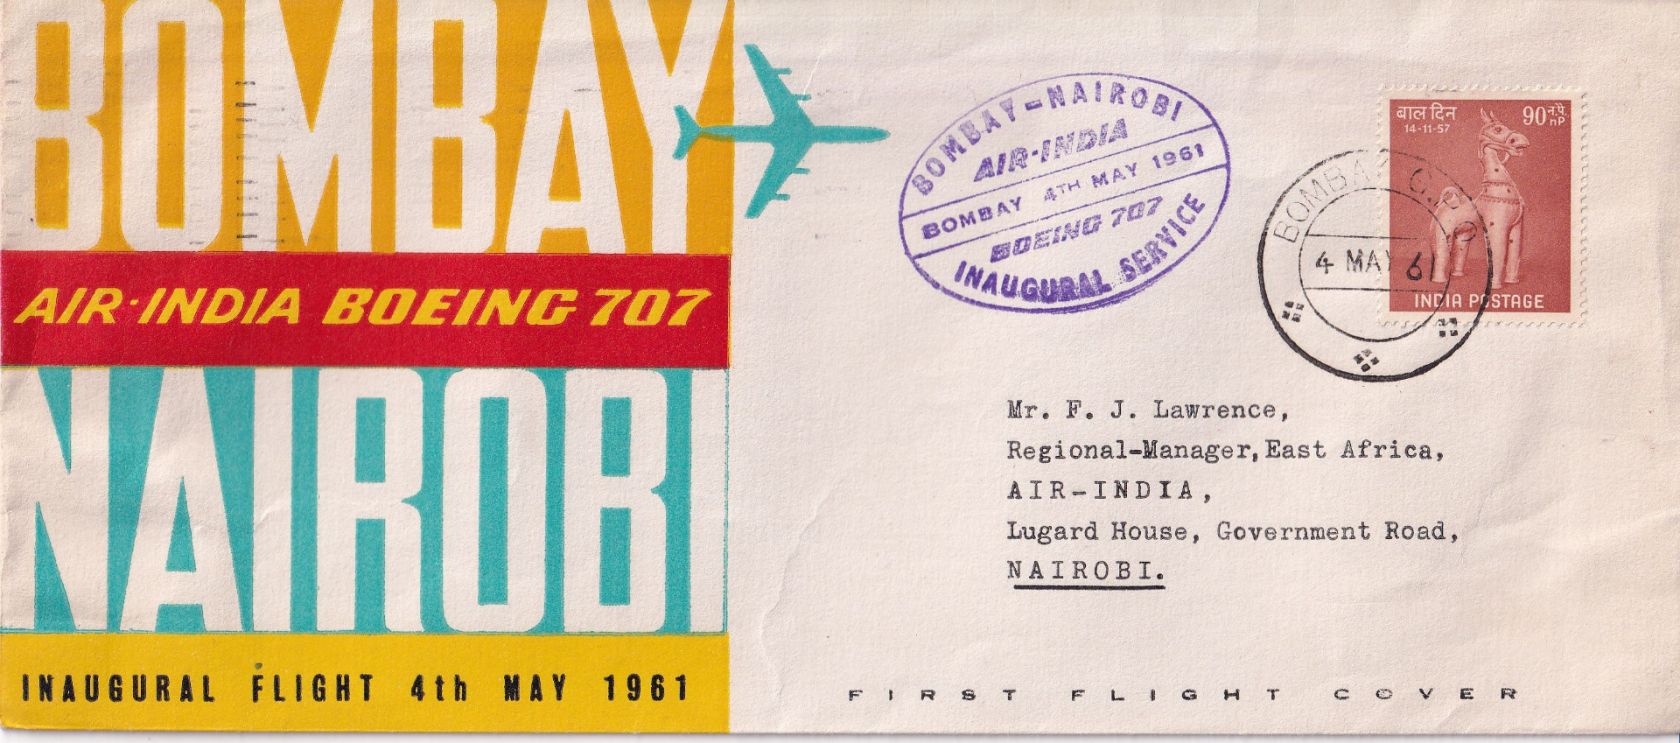 BOMBAY
AIR-INDIA BOEING 707
NAIROBI
INAUGURAL FLIGHT 4th MAY 1961
BOMBAY-NAIROBI
AIR-INDIA
BOMBAY 4TH MAY 1961
BOEING 707
INAUGURAL SERVICE
बाल दिन
14-11-57
90 न.पै.
nP
INDIA POSTAGE
BOMBAY G.P.O
4 MAY 61
Mr. F. J. Lawrence,
Regional-Manager, East Africa,
AIR-INDIA,
Lugard House, Government Road,
NAIROBI.
FIRST FLIGHT COVER